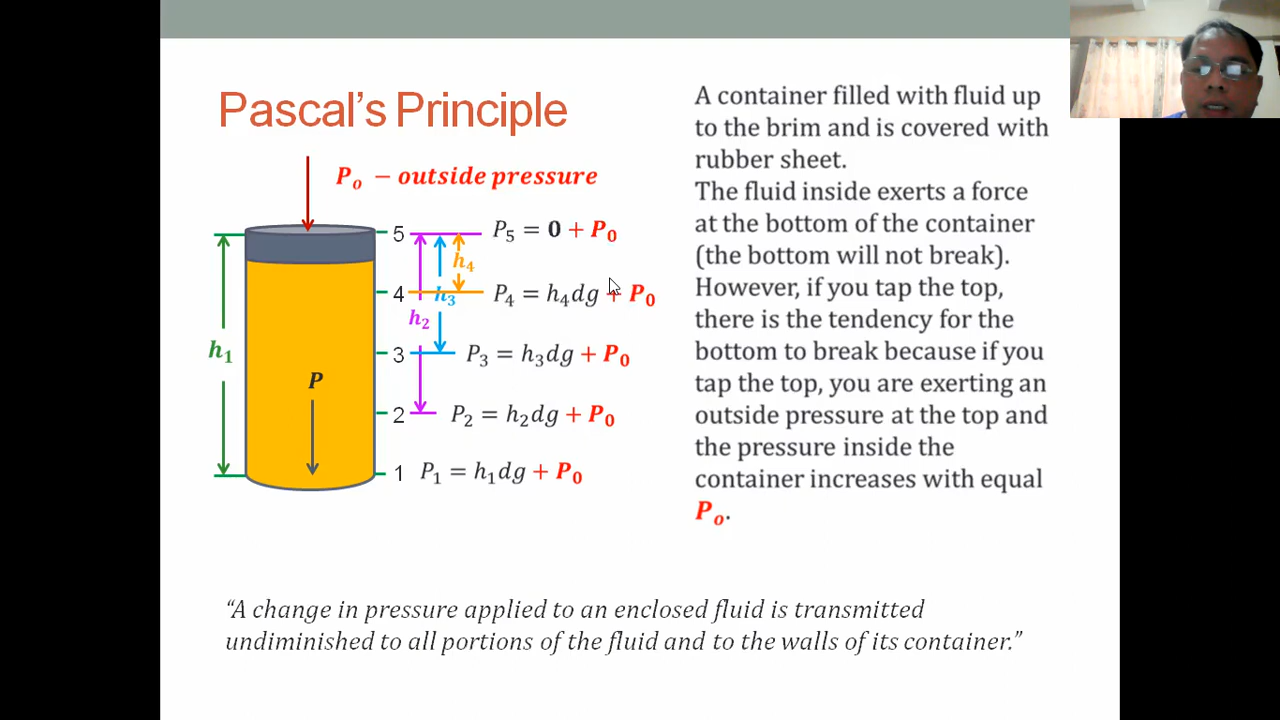 Pascal's Principle
P₀ − outside pressure
5 P₅ = 0 + P₀
h₄
4 h₃ P₄ = h₄dg + P₀
h₂
h₁ 3 P₃ = h₃dg + P₀
P
2 P₂ = h₂dg + P₀
1 P₁ = h₁dg + P₀
A container filled with fluid up
to the brim and is covered with
rubber sheet.
The fluid inside exerts a force
at the bottom of the container
(the bottom will not break).
However, if you tap the top,
there is the tendency for the
bottom to break because if you
tap the top, you are exerting an
outside pressure at the top and
the pressure inside the
container increases with equal
Pₒ.
“A change in pressure applied to an enclosed fluid is transmitted
undiminished to all portions of the fluid and to the walls of its container.”